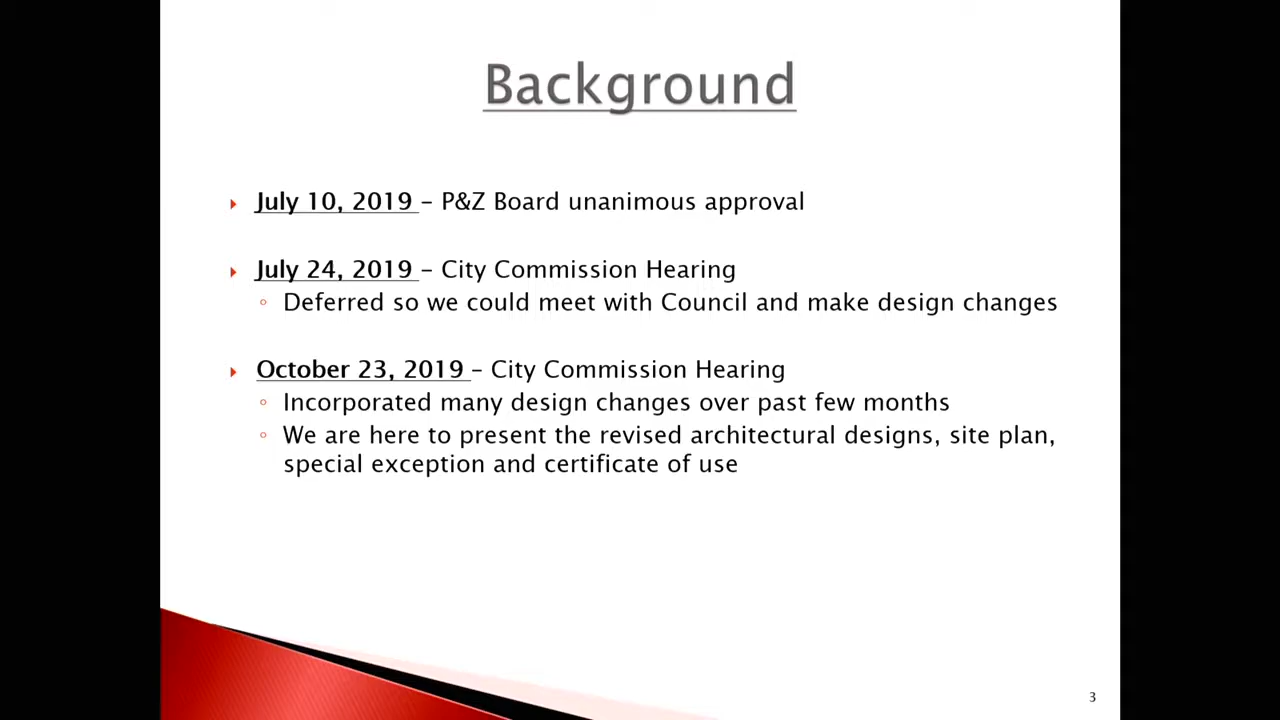 Background
July 10, 2019 – P&Z Board unanimous approval
July 24, 2019 – City Commission Hearing
Deferred so we could meet with Council and make design changes
October 23, 2019 – City Commission Hearing
Incorporated many design changes over past few months
We are here to present the revised architectural designs, site plan,
special exception and certificate of use
3